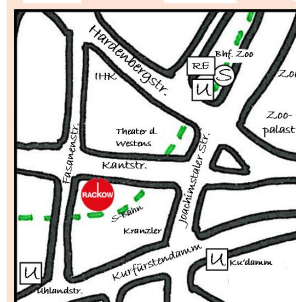 Hardenbergstr.
Bhf. Zoo
RE
S
U
IHK
Zoo-
palast
Theater d.
Westens
Fasanenstr.
Kantstr.
Joachimstaler Str.
RACKOW
S-Bahn
Kranzler
Kurfürstendamm
U
Ku'damm
U
Uhlandstr.